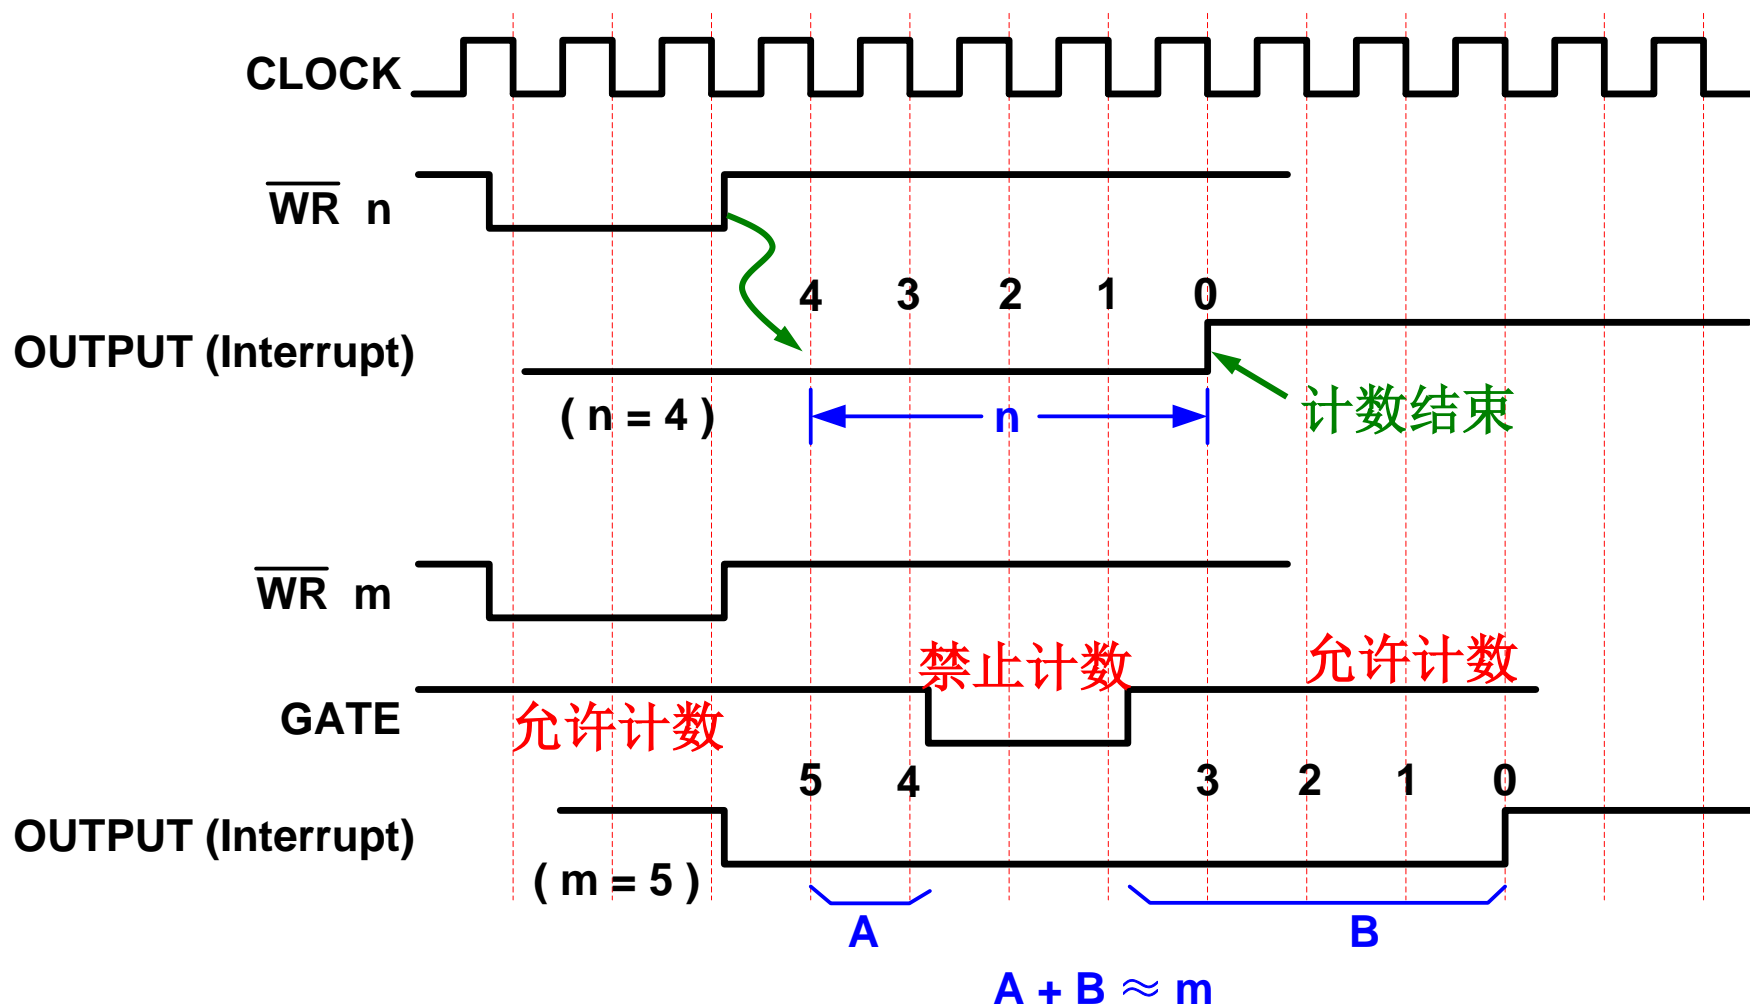 CLOCK
WR n
4 3 2 1 0
OUTPUT (Interrupt)
( n = 4 )
n
计数结束
WR m
禁止计数
允许计数
GATE
允许计数
5 4 3 2 1 0
OUTPUT (Interrupt)
( m = 5 )
A
B
A + B ≈ m